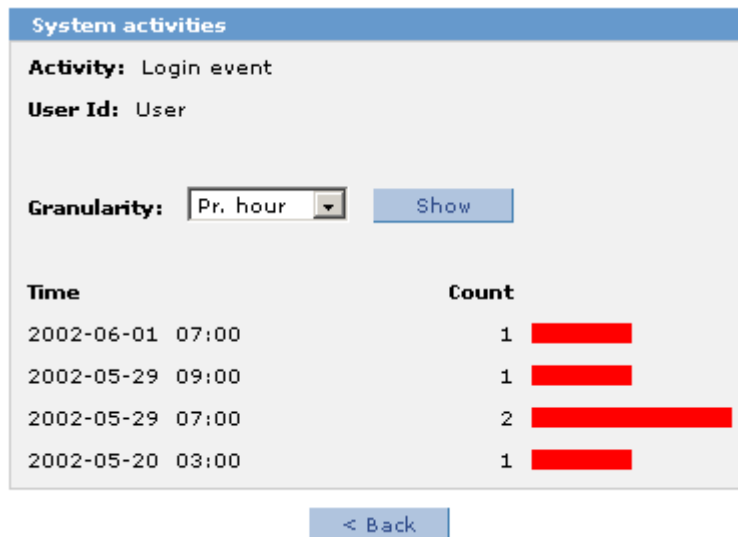 System activities
Activity: Login event
User Id: User
Granularity: Pr. hour Show
Time Count
2002-06-01 07:00 1
2002-05-29 09:00 1
2002-05-29 07:00 2
2002-05-20 03:00 1
< Back